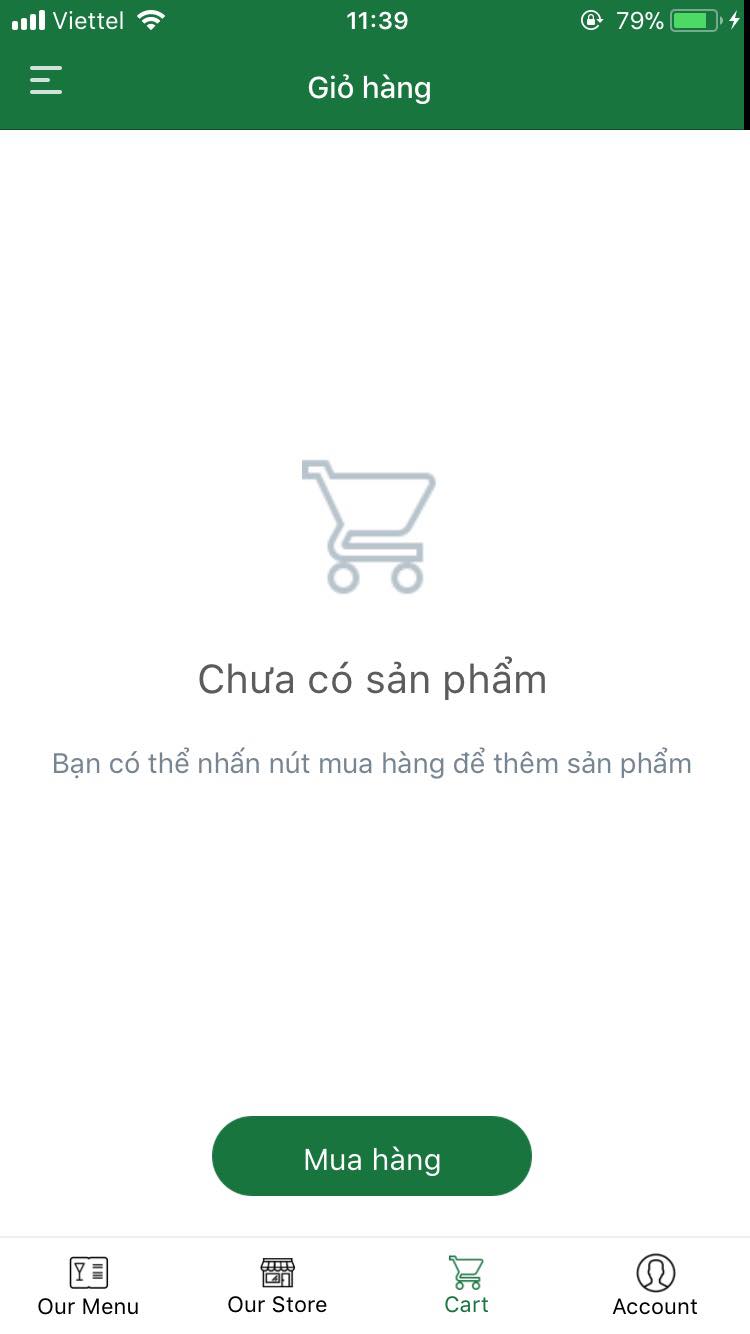 Viettel 11:39 79%
Giỏ hàng
Chưa có sản phẩm
Bạn có thể nhấn nút mua hàng để thêm sản phẩm
Mua hàng
Our Menu Our Store Cart Account